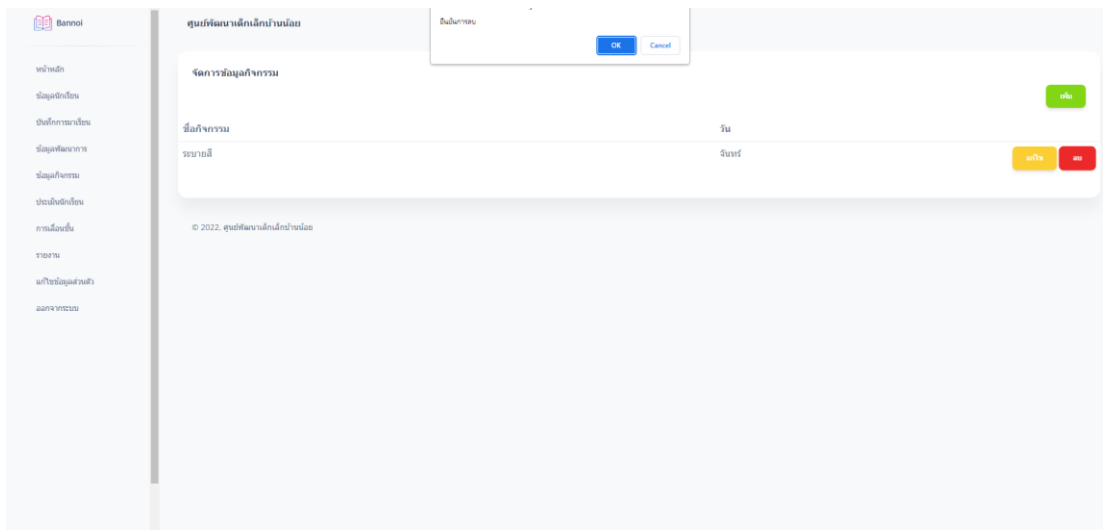 Bannoi
ศูนย์พัฒนาเด็กเล็กบ้านน้อย
ยืนยันการลบ
OK Cancel
หน้าหลัก
ข้อมูลนักเรียน
บันทึกการมาเรียน
ข้อมูลพัฒนาการ
ข้อมูลกิจกรรม
ประเมินนักเรียน
การเลื่อนชั้น
รายงาน
แก้ไขข้อมูลส่วนตัว
ออกจากระบบ
จัดการข้อมูลกิจกรรม
เพิ่ม
ชื่อกิจกรรม วัน
ระบายสี จันทร์ แก้ไข ลบ
© 2022, ศูนย์พัฒนาเด็กเล็กบ้านน้อย